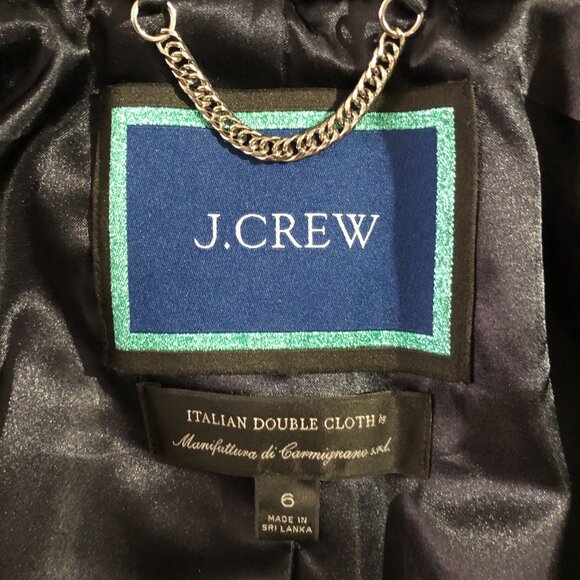 J.CREW
ITALIAN DOUBLE CLOTH by
Manifattura di Carmignano s.r.l.
6
MADE IN
SRI LANKA